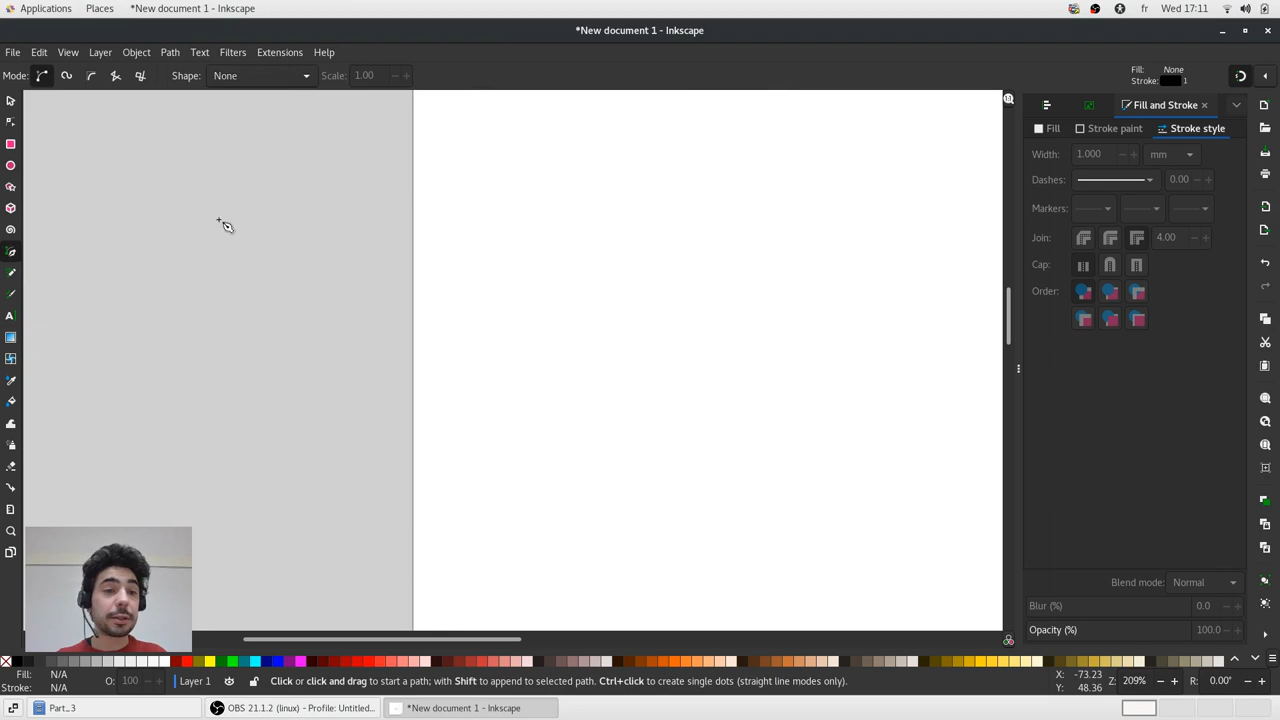 Applications Places *New document 1 - Inkscape fr Wed 17:11
*New document 1 - Inkscape
File Edit View Layer Object Path Text Filters Extensions Help
Mode: Shape: None Scale: 1.00 Fill: None
Stroke: 1
Fill and Stroke
Fill Stroke paint Stroke style
Width: 1.000 mm
Dashes: 0.00
Markers:
Join: 4.00
Cap:
Order:
Blend mode: Normal
Blur (%) 0.0
Opacity (%) 100.0
Fill: N/A
Stroke: N/A
O: 100 Layer 1 Click or click and drag to start a path; with Shift to append to selected path. Ctrl+click to create single dots (straight line modes only).
X: -73.23
Y: 48.36
Z: 209% R: 0.00°
Part_3 OBS 21.1.2 (linux) - Profile: Untitled... *New document 1 - Inkscape